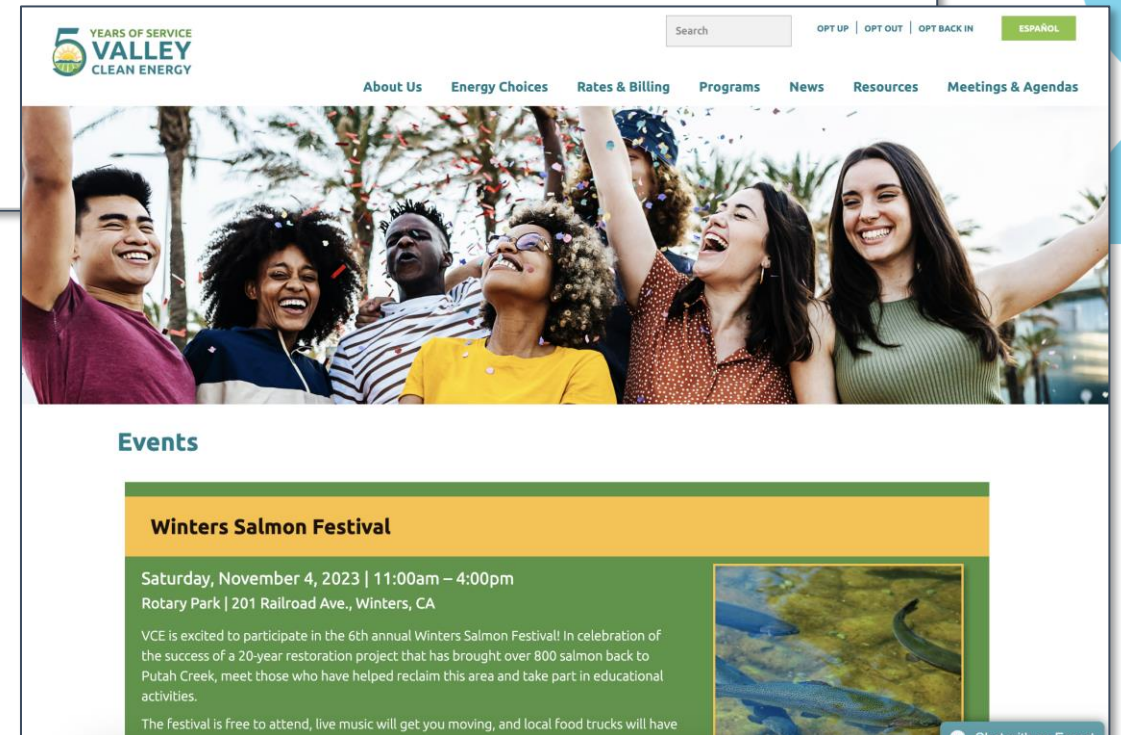 5 YEARS OF SERVICE
VALLEY
CLEAN ENERGY
Search
OPT UP | OPT OUT | OPT BACK IN
ESPAÑOL
About Us Energy Choices Rates & Billing Programs News Resources Meetings & Agendas
Events
Winters Salmon Festival
Saturday, November 4, 2023 | 11:00am – 4:00pm
Rotary Park | 201 Railroad Ave., Winters, CA
VCE is excited to participate in the 6th annual Winters Salmon Festival! In celebration of
the success of a 20-year restoration project that has brought over 800 salmon back to
Putah Creek, meet those who have helped reclaim this area and take part in educational
activities.
The festival is free to attend, live music will get you moving, and local food trucks will have